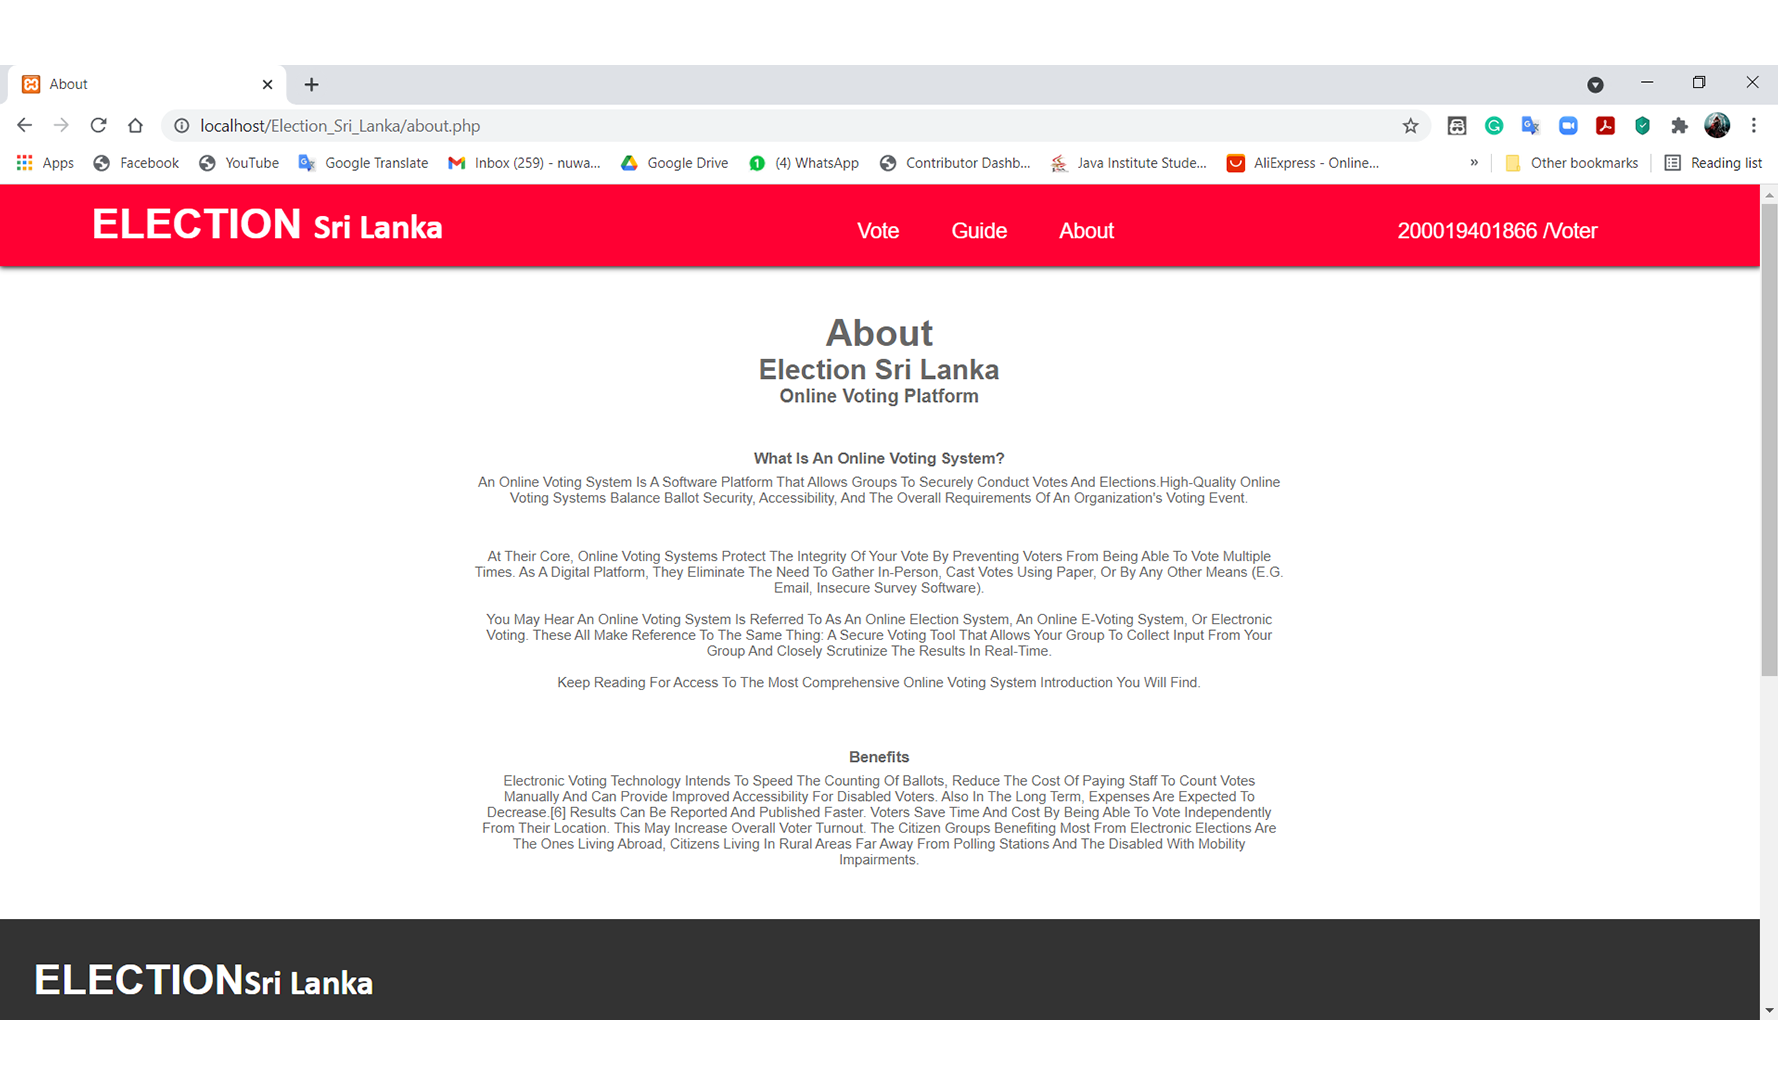 About
localhost/Election_Sri_Lanka/about.php
Apps Facebook YouTube Google Translate Inbox (259) - nuwa... Google Drive (4) WhatsApp Contributor Dashb... Java Institute Stude... AliExpress - Online... » Other bookmarks Reading list
ELECTION Sri Lanka Vote Guide About 200019401866 /Voter
About
Election Sri Lanka
Online Voting Platform
What Is An Online Voting System?
An Online Voting System Is A Software Platform That Allows Groups To Securely Conduct Votes And Elections.High-Quality Online
Voting Systems Balance Ballot Security, Accessibility, And The Overall Requirements Of An Organization's Voting Event.
At Their Core, Online Voting Systems Protect The Integrity Of Your Vote By Preventing Voters From Being Able To Vote Multiple
Times. As A Digital Platform, They Eliminate The Need To Gather In-Person, Cast Votes Using Paper, Or By Any Other Means (E.G.
Email, Insecure Survey Software).
You May Hear An Online Voting System Is Referred To As An Online Election System, An Online E-Voting System, Or Electronic
Voting. These All Make Reference To The Same Thing: A Secure Voting Tool That Allows Your Group To Collect Input From Your
Group And Closely Scrutinize The Results In Real-Time.
Keep Reading For Access To The Most Comprehensive Online Voting System Introduction You Will Find.
Benefits
Electronic Voting Technology Intends To Speed The Counting Of Ballots, Reduce The Cost Of Paying Staff To Count Votes
Manually And Can Provide Improved Accessibility For Disabled Voters. Also In The Long Term, Expenses Are Expected To
Decrease.[6] Results Can Be Reported And Published Faster. Voters Save Time And Cost By Being Able To Vote Independently
From Their Location. This May Increase Overall Voter Turnout. The Citizen Groups Benefiting Most From Electronic Elections Are
The Ones Living Abroad, Citizens Living In Rural Areas Far Away From Polling Stations And The Disabled With Mobility
Impairments.
ELECTIONSri Lanka